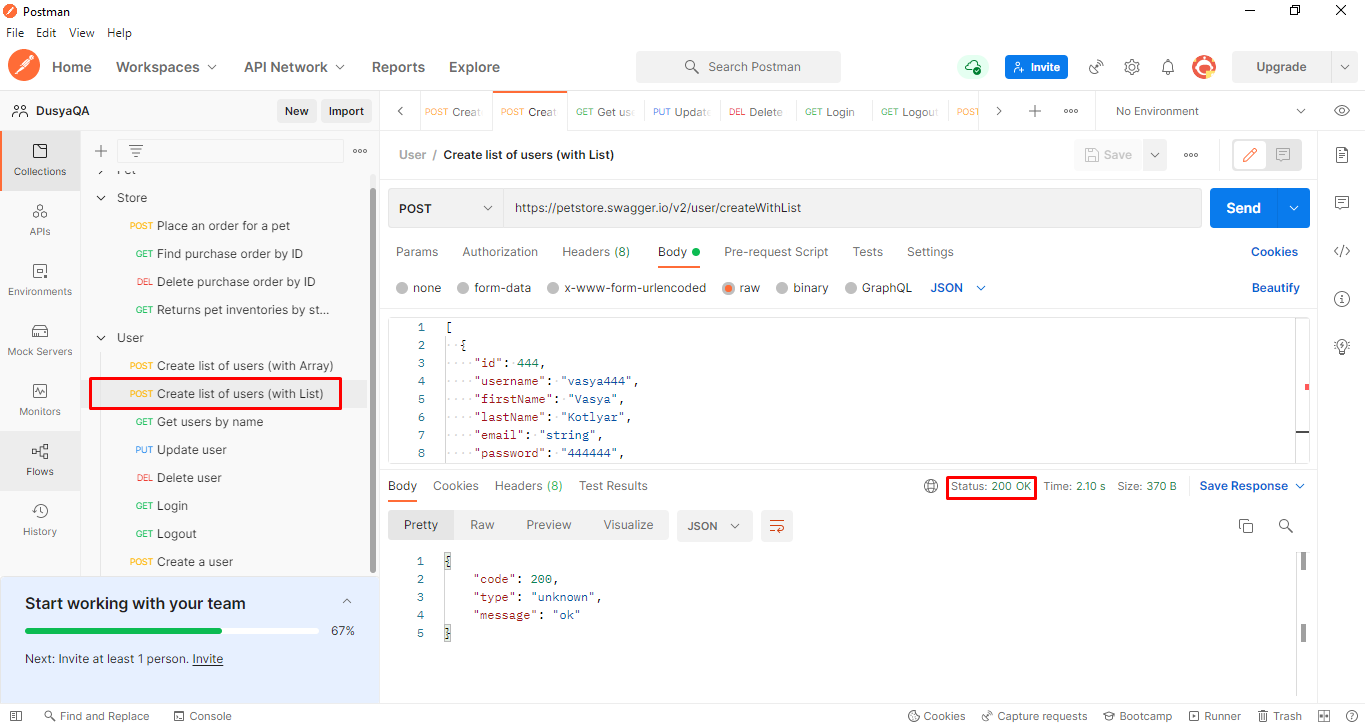 Postman
File Edit View Help
Home Workspaces API Network Reports Explore Search Postman Invite Upgrade
DusyaQA New Import
POST Creat POST Creat GET Get use PUT Update DEL Delete GET Login GET Logout POST No Environment
Collections
APIs
Environments
Mock Servers
Monitors
Flows
History
Store
POST Place an order for a pet
GET Find purchase order by ID
DEL Delete purchase order by ID
GET Returns pet inventories by st...
User
POST Create list of users (with Array)
POST Create list of users (with List)
GET Get users by name
PUT Update user
DEL Delete user
GET Login
GET Logout
POST Create a user
Start working with your team
67%
Next: Invite at least 1 person. Invite
User / Create list of users (with List) Save
POST https://petstore.swagger.io/v2/user/createWithList Send
Params Authorization Headers (8) Body Pre-request Script Tests Settings Cookies
none form-data x-www-form-urlencoded raw binary GraphQL JSON Beautify
1 [
2 {
3 "id": 444,
4 "username": "vasya444",
5 "firstName": "Vasya",
6 "lastName": "Kotlyar",
7 "email": "string",
8 "password": "444444",
Body Cookies Headers (8) Test Results Status: 200 OK Time: 2.10 s Size: 370 B Save Response
Pretty Raw Preview Visualize JSON
1 {
2 "code": 200,
3 "type": "unknown",
4 "message": "ok"
5 }
Find and Replace Console Cookies Capture requests Bootcamp Runner Trash